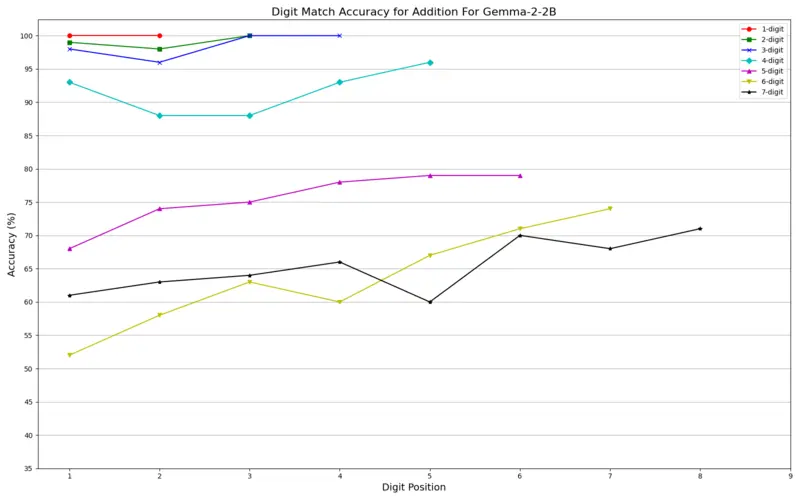 Digit Match Accuracy for Addition For Gemma-2-2B
1-digit
2-digit
3-digit
4-digit
5-digit
6-digit
7-digit
Accuracy (%)
100
95
90
85
80
75
70
65
60
55
50
45
40
35
1 2 3 4 5 6 7 8 9
Digit Position